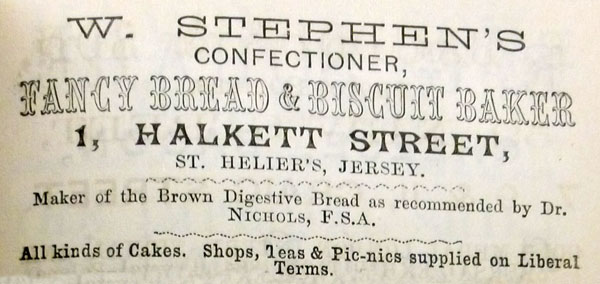 W. STEPHEN'S
CONFECTIONER,
FANCY BREAD & BISCUIT BAKER
1, HALKETT STREET,
ST. HELIER'S, JERSEY.
Maker of the Brown Digestive Bread as recommended by Dr.
NICHOLS, F.S.A.
All kinds of Cakes. Shops, Teas & Pic-nics supplied on Liberal
Terms.